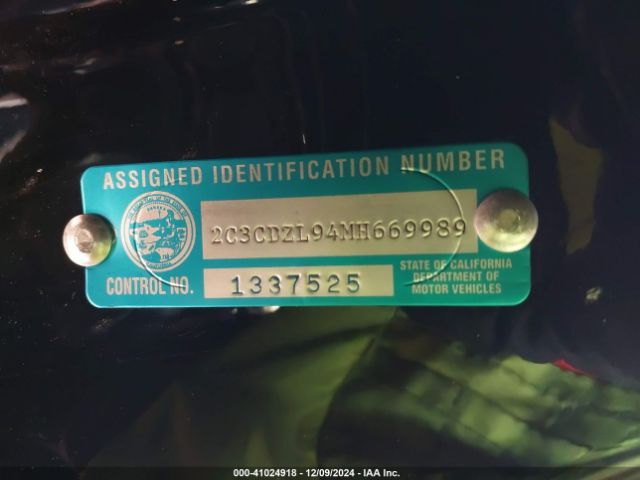 ASSIGNED IDENTIFICATION NUMBER
2C3CDZL94MH669989
CONTROL NO. 1337525
STATE OF CALIFORNIA
DEPARTMENT OF
MOTOR VEHICLES
000-41024918 - 12/09/2024 - IAA Inc.